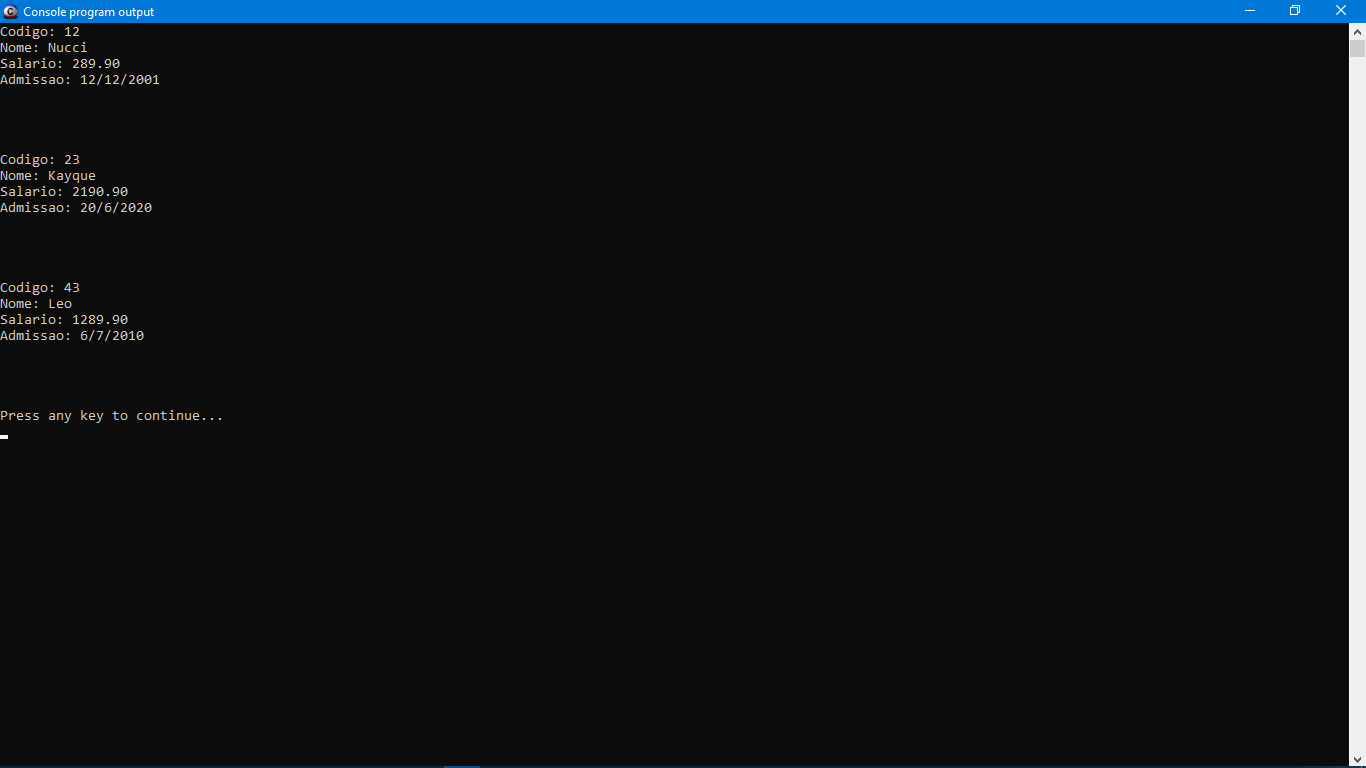 Console program output
Codigo: 12
Nome: Nucci
Salario: 289.90
Admissao: 12/12/2001
Codigo: 23
Nome: Kayque
Salario: 2190.90
Admissao: 20/6/2020
Codigo: 43
Nome: Leo
Salario: 1289.90
Admissao: 6/7/2010
Press any key to continue...